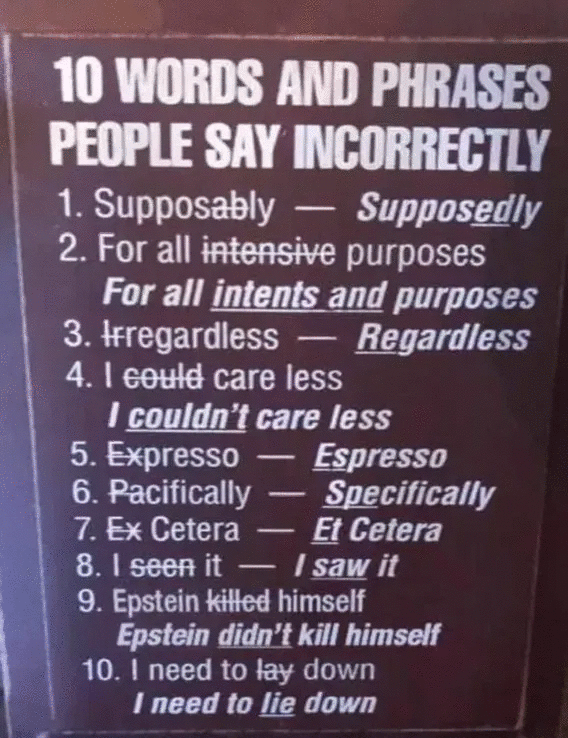 10 WORDS AND PHRASES
PEOPLE SAY INCORRECTLY
1. Supposably — Supposedly
2. For all intensive purposes
For all intents and purposes
3. Irregardless — Regardless
4. I could care less
I couldn't care less
5. Expresso — Espresso
6. Pacifically — Specifically
7. Ex Cetera — Et Cetera
8. I seen it — I saw it
9. Epstein killed himself
Epstein didn't kill himself
10. I need to lay down
I need to lie down